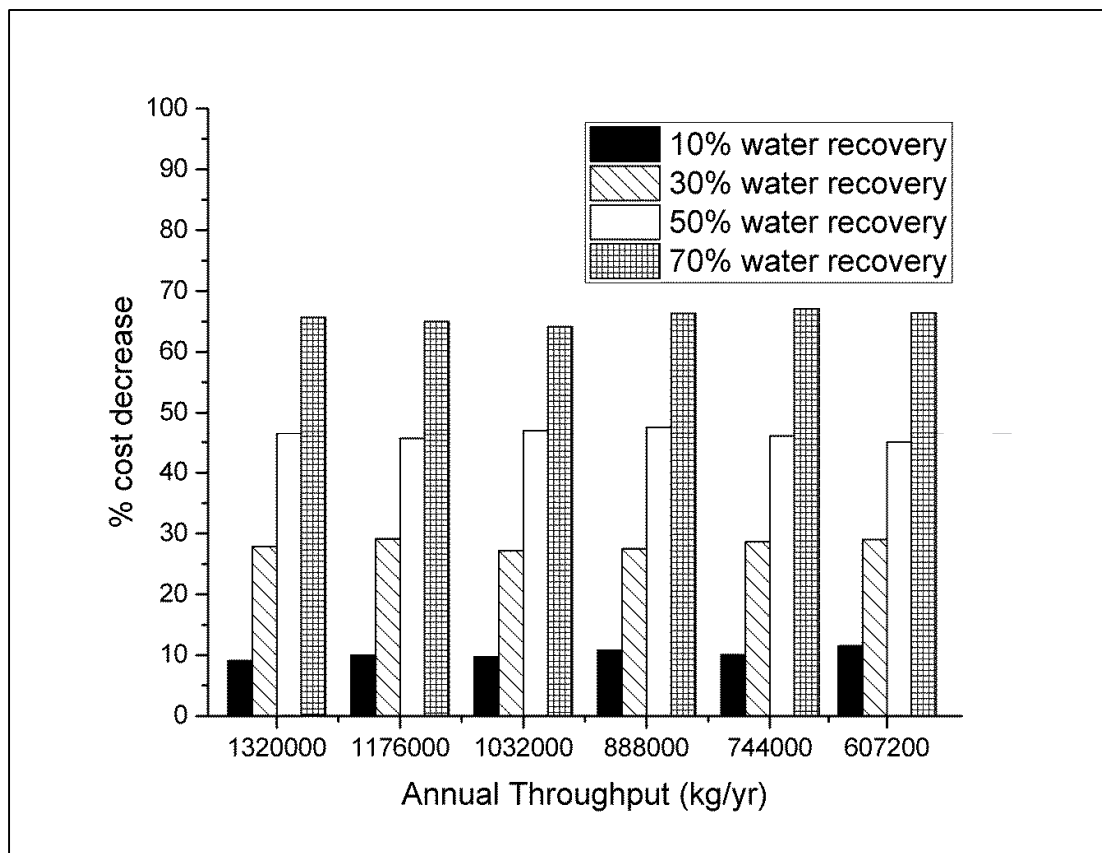 100
90
80
70
60
50
40
30
20
10
0
% cost decrease
10% water recovery
30% water recovery
50% water recovery
70% water recovery
1320000 1176000 1032000 888000 744000 607200
Annual Throughput (kg/yr)